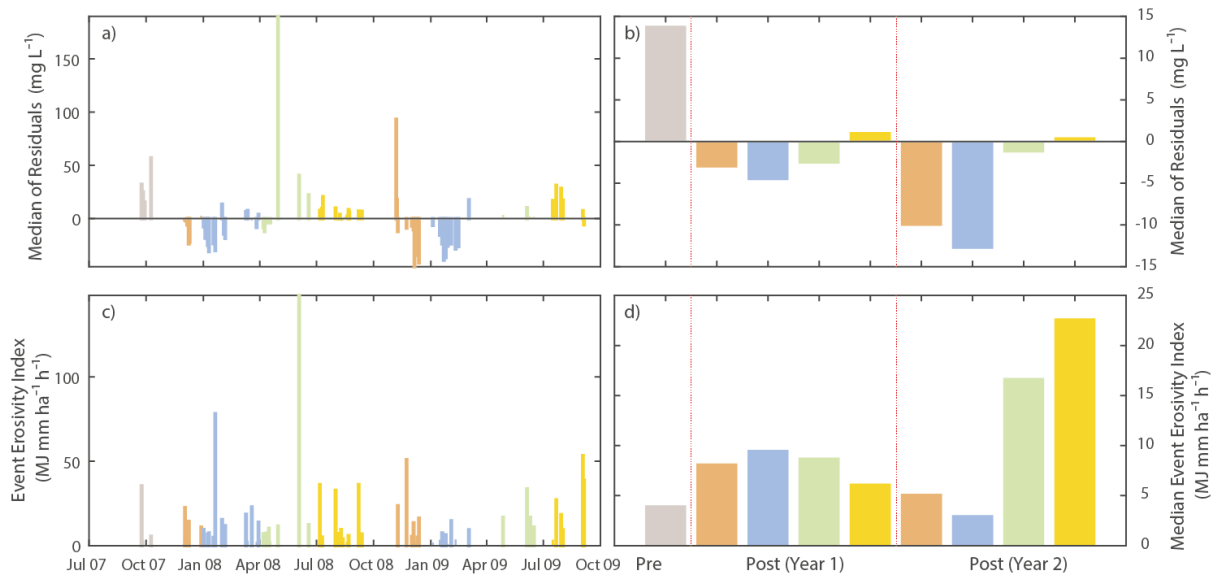 a)
Median of Residuals (mg L⁻¹)
150
100
50
0
b)
15
10
5
0
-5
-10
-15
Median of Residuals (mg L⁻¹)
c)
Event Erosivity Index
(MJ mm ha⁻¹ h⁻¹)
100
50
0
Jul 07 Oct 07 Jan 08 Apr 08 Jul 08 Oct 08 Jan 09 Apr 09 Jul 09 Oct 09
d)
25
20
15
10
5
0
Median Event Erosivity Index
(MJ mm ha⁻¹ h⁻¹)
Pre Post (Year 1) Post (Year 2)